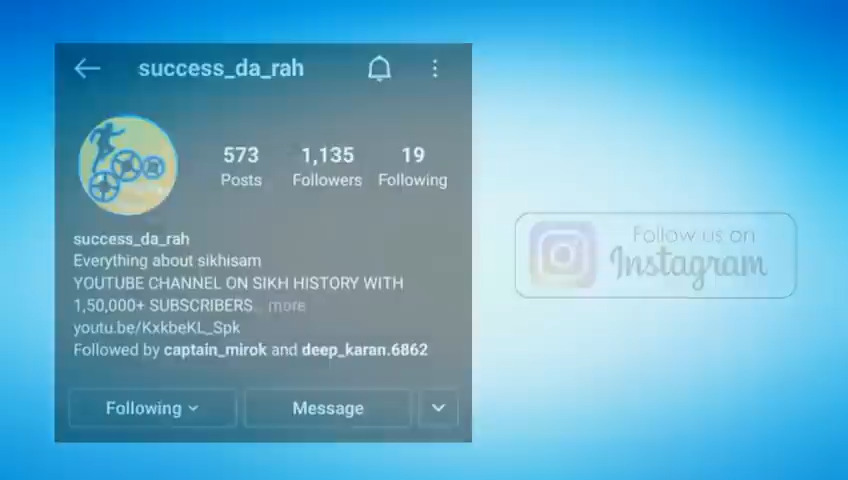 success_da_rah
573 1,135 19
Posts Followers Following
success_da_rah
Everything about sikhisam
YOUTUBE CHANNEL ON SIKH HISTORY WITH
1,50,000+ SUBSCRIBERS... more
youtu.be/KxkbeKL_Spk
Followed by captain_mirok and deep_karan.6862
Following Message
Follow us on
Instagram